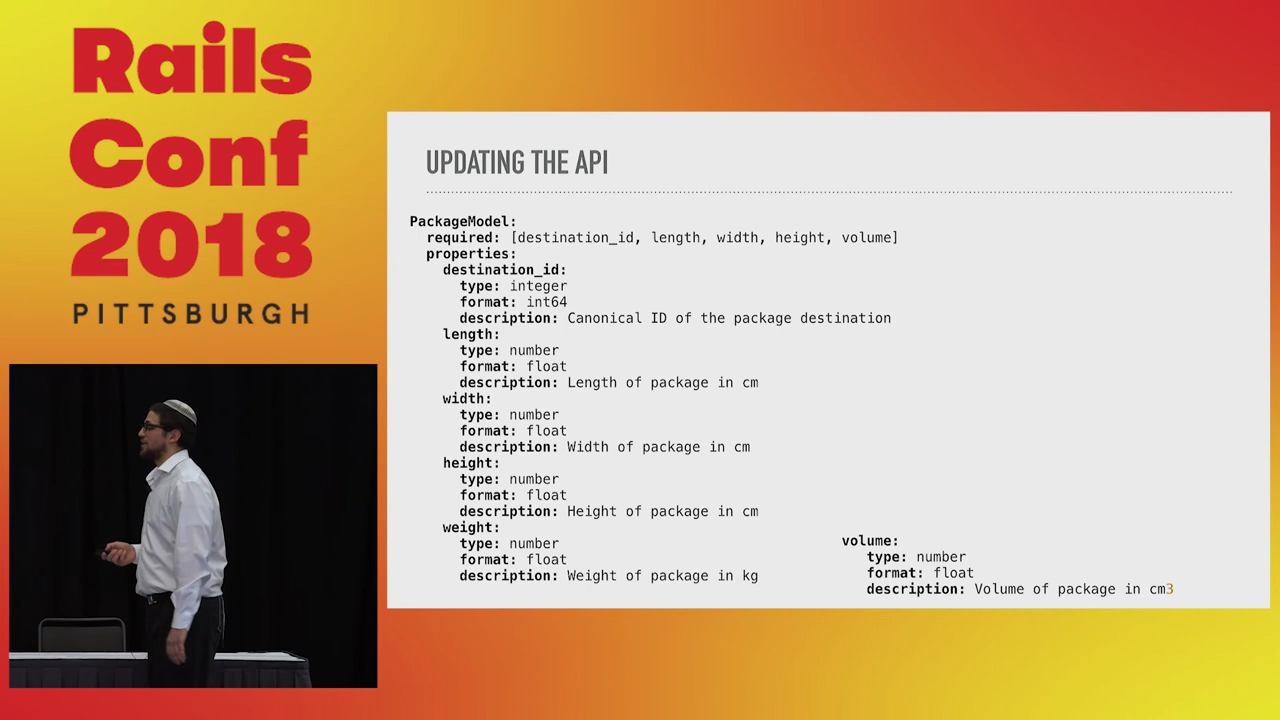 Rails
Conf
2018
PITTSBURGH
UPDATING THE API
PackageModel:
required: [destination_id, length, width, height, volume]
properties:
destination_id:
type: integer
format: int64
description: Canonical ID of the package destination
length:
type: number
format: float
description: Length of package in cm
width:
type: number
format: float
description: Width of package in cm
height:
type: number
format: float
description: Height of package in cm
weight:
type: number
format: float
description: Weight of package in kg
volume:
type: number
format: float
description: Volume of package in cm3